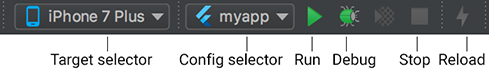 iPhone 7 Plus myapp
Target selector Config selector Run Debug Stop Reload